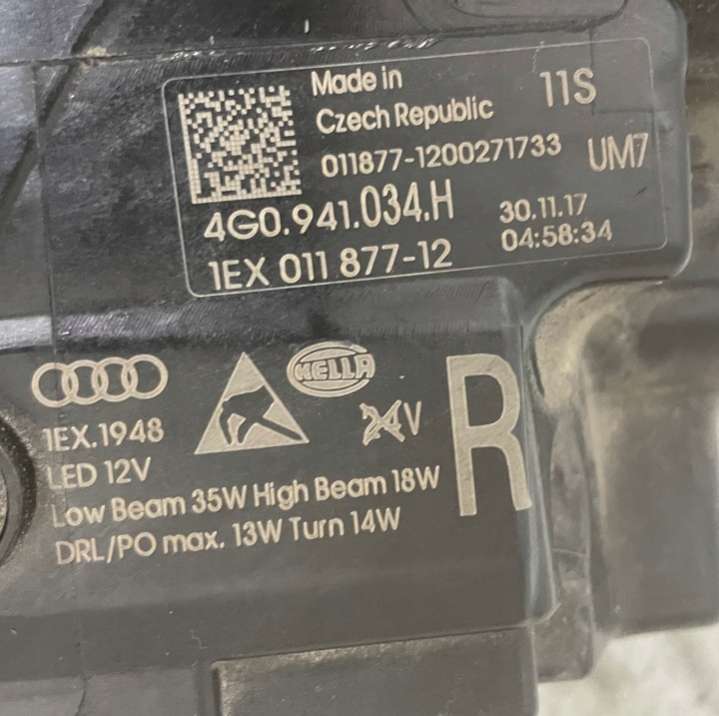 Made in
Czech Republic
11S
011877-1200271733
UM7
4G0.941.034.H
30.11.17
1EX 011 877-12
04:58:34
HELLA
1EX.1948
24V
LED 12V
R
Low Beam 35W High Beam 18W
DRL/PO max. 13W Turn 14W